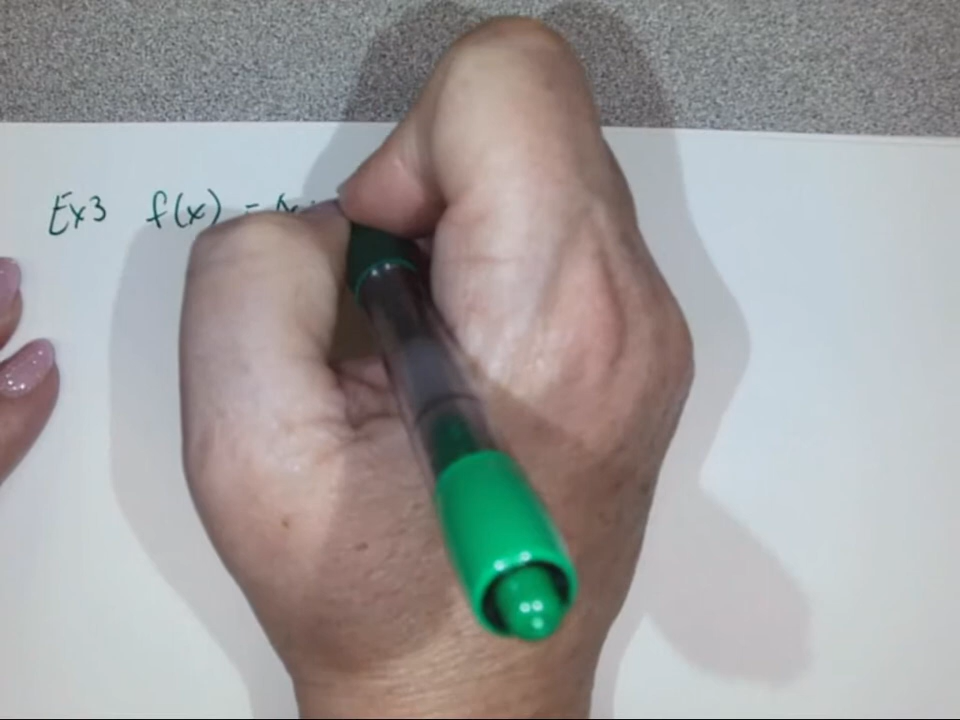 Ex3 f(x) =